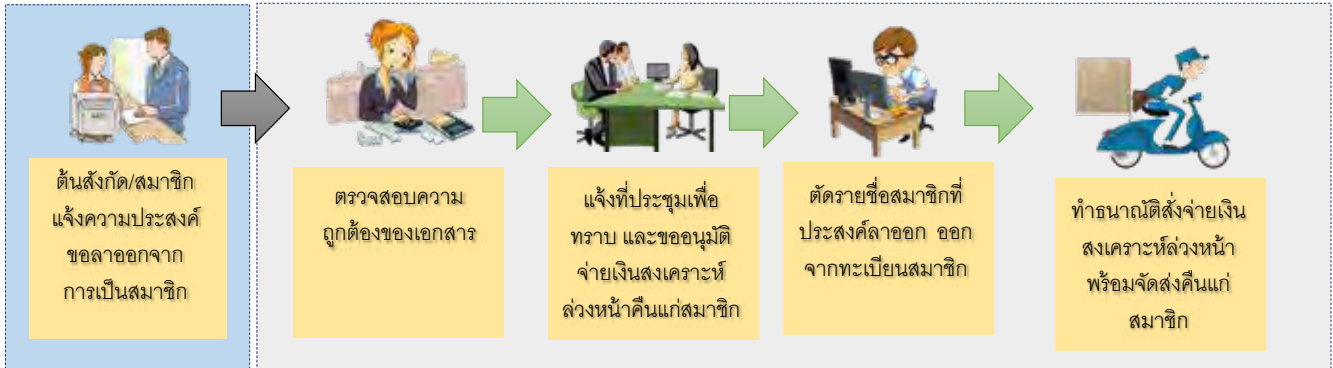 ต้นสังกัด/สมาชิก
แจ้งความประสงค์
ขอลาออกจาก
การเป็นสมาชิก
ตรวจสอบความ
ถูกต้องของเอกสาร
แจ้งที่ประชุมเพื่อ
ทราบ และขออนุมัติ
จ่ายเงินสงเคราะห์
ล่วงหน้าคืนแก่สมาชิก
ตัดรายชื่อสมาชิกที่
ประสงค์ลาออก ออก
จากทะเบียนสมาชิก
ทำธนาณัติสั่งจ่ายเงิน
สงเคราะห์ล่วงหน้า
พร้อมจัดส่งคืนแก่
สมาชิก